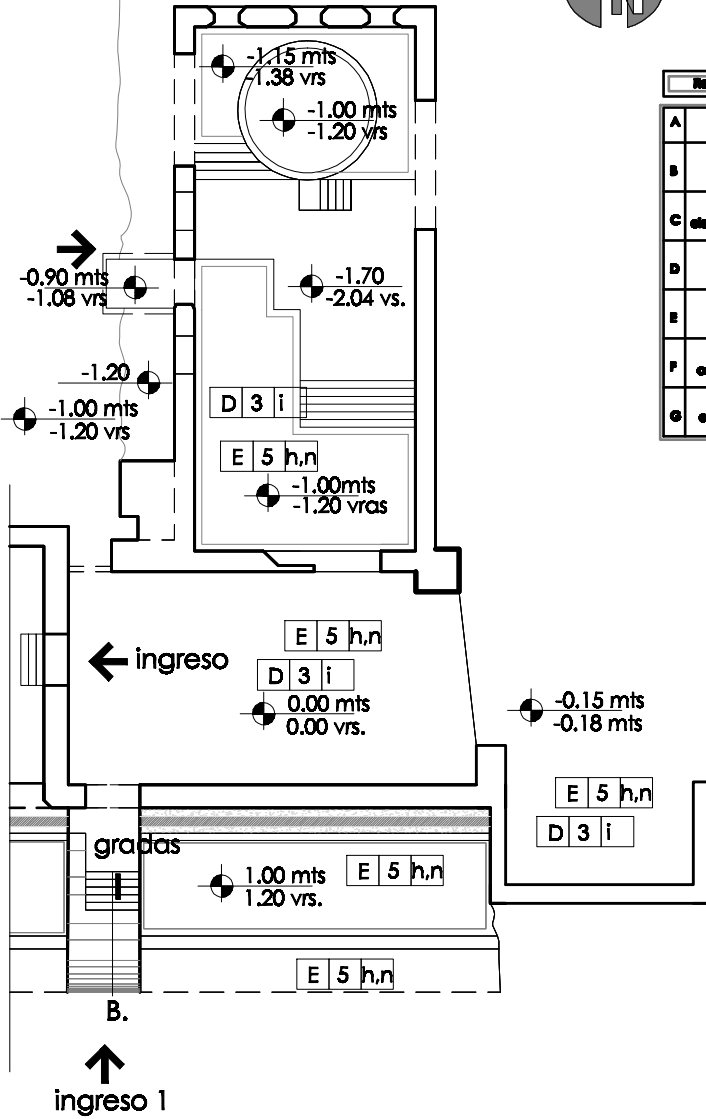 N
-1.15 mts
-1.38 vrs
-1.00 mts
-1.20 vrs
A
B
C
D
E
F
G
-0.90 mts
-1.08 vrs
-1.70
-2.04 vs.
-1.20
-1.00 mts
-1.20 vrs
D 3 i
E 5 h,n
-1.00mts
-1.20 vras
E 5 h,n
ingreso
D 3 i
0.00 mts
0.00 vrs.
-0.15 mts
-0.18 mts
E 5 h,n
D 3 i
gradas
1.00 mts
1.20 vrs.
E 5 h,n
E 5 h,n
B.
ingreso 1